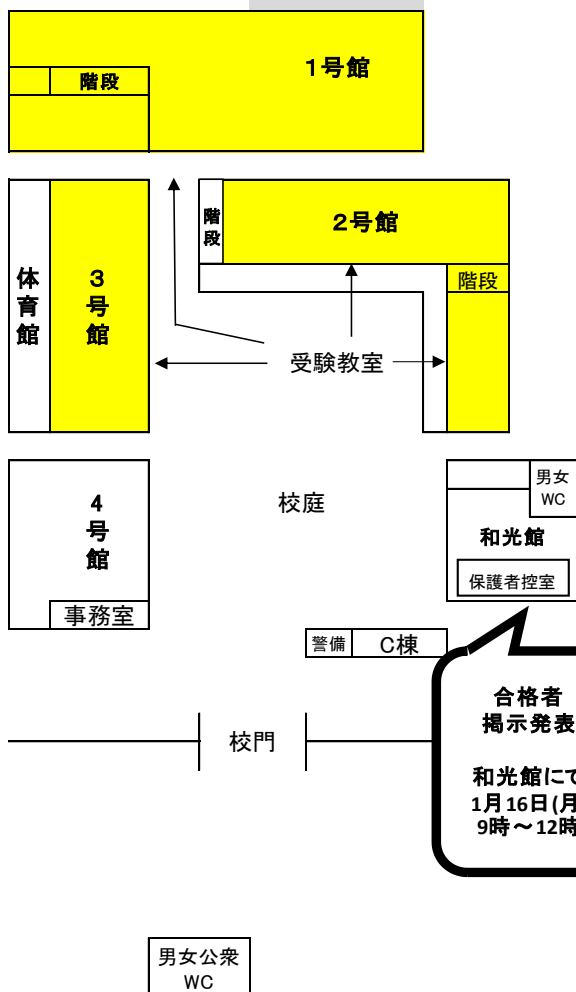 1号館
階段
階段
2号館
体育館
3号館
階段
受験教室
4号館
校庭
男女
WC
和光館
保護者控室
事務室
警備
C棟
合格者
掲示発表
校門
和光館にて
1月16日(月
9時～12時
男女公衆
WC